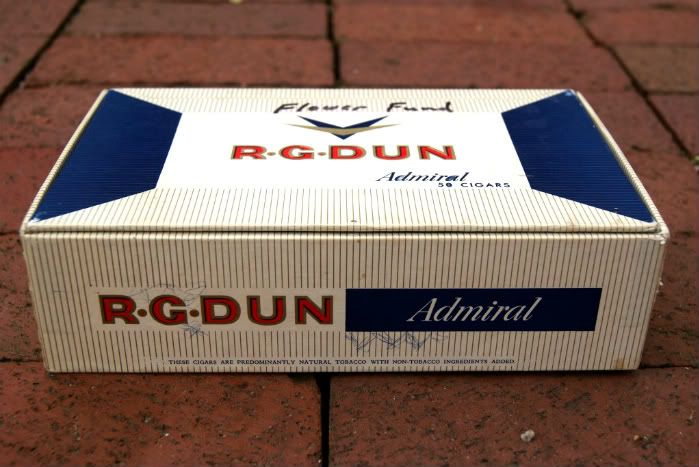 Flower Fund
R·G·DUN
Admiral
50 CIGARS
R·G·DUN Admiral
THESE CIGARS ARE PREDOMINANTLY NATURAL TOBACCO WITH NON-TOBACCO INGREDIENTS ADDED.